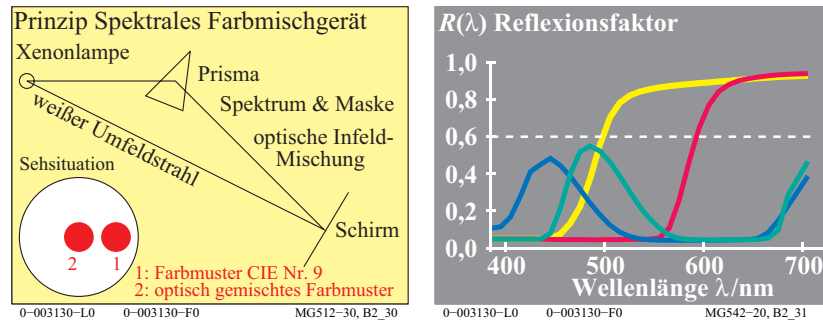 Prinzip Spektrales Farbmischgerät
Xenonlampe
Prisma
Spektrum & Maske
weißer Umfeldstrahl
optische Infeld-
Mischung
Sehsituation
Schirm
2 1
1: Farbmuster CIE Nr. 9
2: optisch gemischtes Farbmuster
0-003130-L0 0-003130-F0 MG512-30, B2_30
R(λ) Reflexionsfaktor
1,0
0,8
0,6
0,4
0,2
0,0
400 500 600 700
Wellenlänge λ/nm
0-003130-L0 0-003130-F0 MG542-20, B2_31